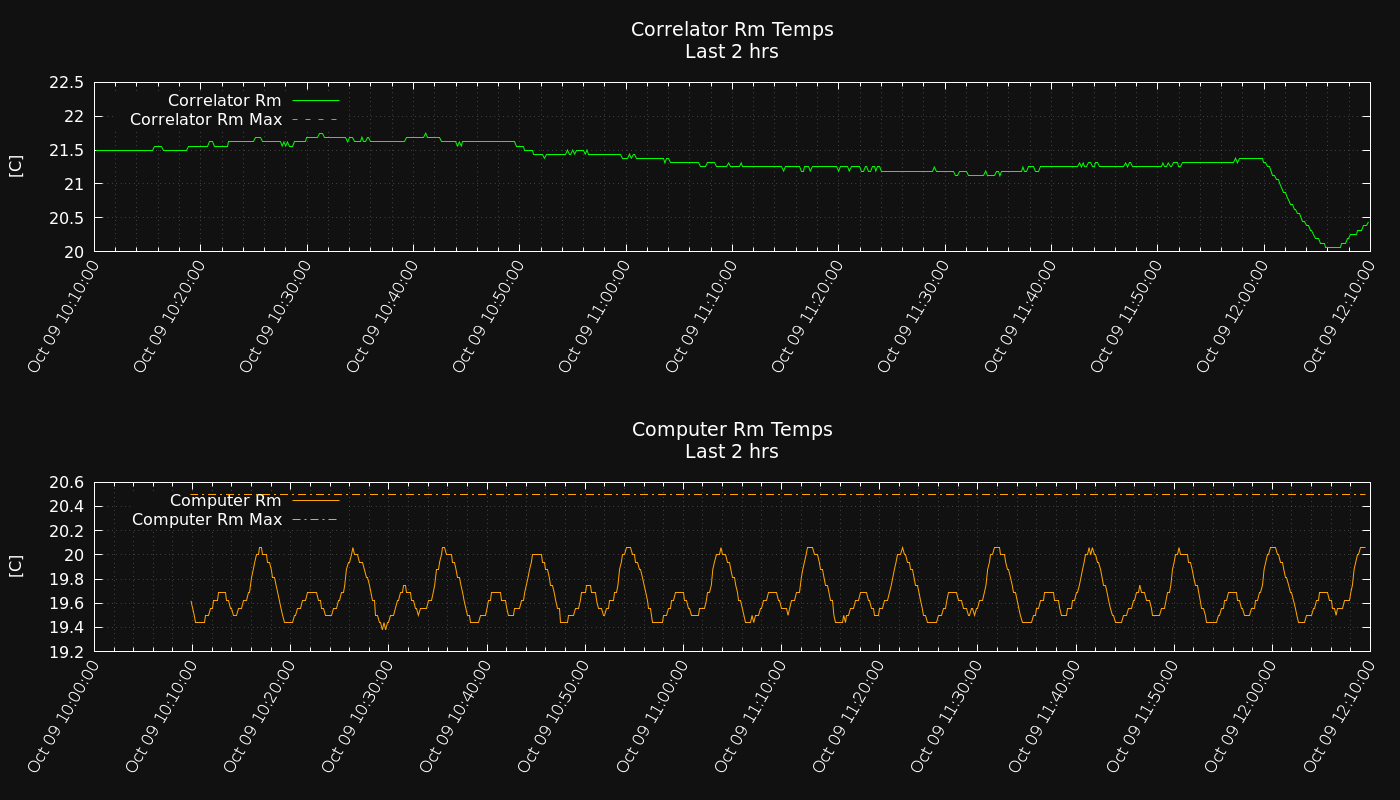 Correlator Rm Temps
Last 2 hrs
22.5
22
21.5
21
20.5
20
[C]
Correlator Rm
Correlator Rm Max
Oct 09 10:10:00
Oct 09 10:20:00
Oct 09 10:30:00
Oct 09 10:40:00
Oct 09 10:50:00
Oct 09 11:00:00
Oct 09 11:10:00
Oct 09 11:20:00
Oct 09 11:30:00
Oct 09 11:40:00
Oct 09 11:50:00
Oct 09 12:00:00
Oct 09 12:10:00
Computer Rm Temps
Last 2 hrs
20.6
20.4
20.2
20
19.8
19.6
19.4
19.2
[C]
Computer Rm
Computer Rm Max
Oct 09 10:00:00
Oct 09 10:10:00
Oct 09 10:20:00
Oct 09 10:30:00
Oct 09 10:40:00
Oct 09 10:50:00
Oct 09 11:00:00
Oct 09 11:10:00
Oct 09 11:20:00
Oct 09 11:30:00
Oct 09 11:40:00
Oct 09 11:50:00
Oct 09 12:00:00
Oct 09 12:10:00